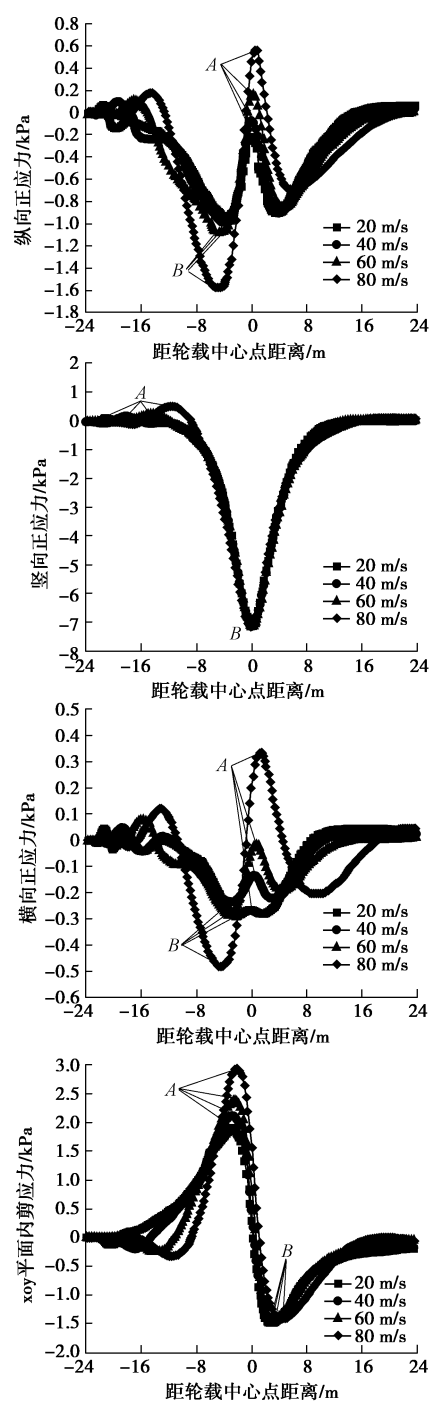 0.8
0.6
0.4
0.2
0
-0.2
-0.4
-0.6
-0.8
-1.0
-1.2
-1.4
-1.6
-1.8
纵向正应力/kPa
A
B
20 m/s
40 m/s
60 m/s
80 m/s
-24 -16 -8 0 8 16 24
距轮载中心点距离/m
2
1
0
-1
-2
-3
-4
-5
-6
-7
-8
竖向正应力/kPa
A
B
20 m/s
40 m/s
60 m/s
80 m/s
-24 -16 -8 0 8 16 24
距轮载中心点距离/m
0.5
0.4
0.3
0.2
0.1
0
-0.1
-0.2
-0.3
-0.4
-0.5
-0.6
横向正应力/kPa
A
B
20 m/s
40 m/s
60 m/s
80 m/s
-24 -16 -8 0 8 16 24
距轮载中心点距离/m
3.0
2.5
2.0
1.5
1.0
0.5
0
-0.5
-1.0
-1.5
-2.0
xoy平面内剪应力/kPa
A
B
20 m/s
40 m/s
60 m/s
80 m/s
-24 -16 -8 0 8 16 24
距轮载中心点距离/m